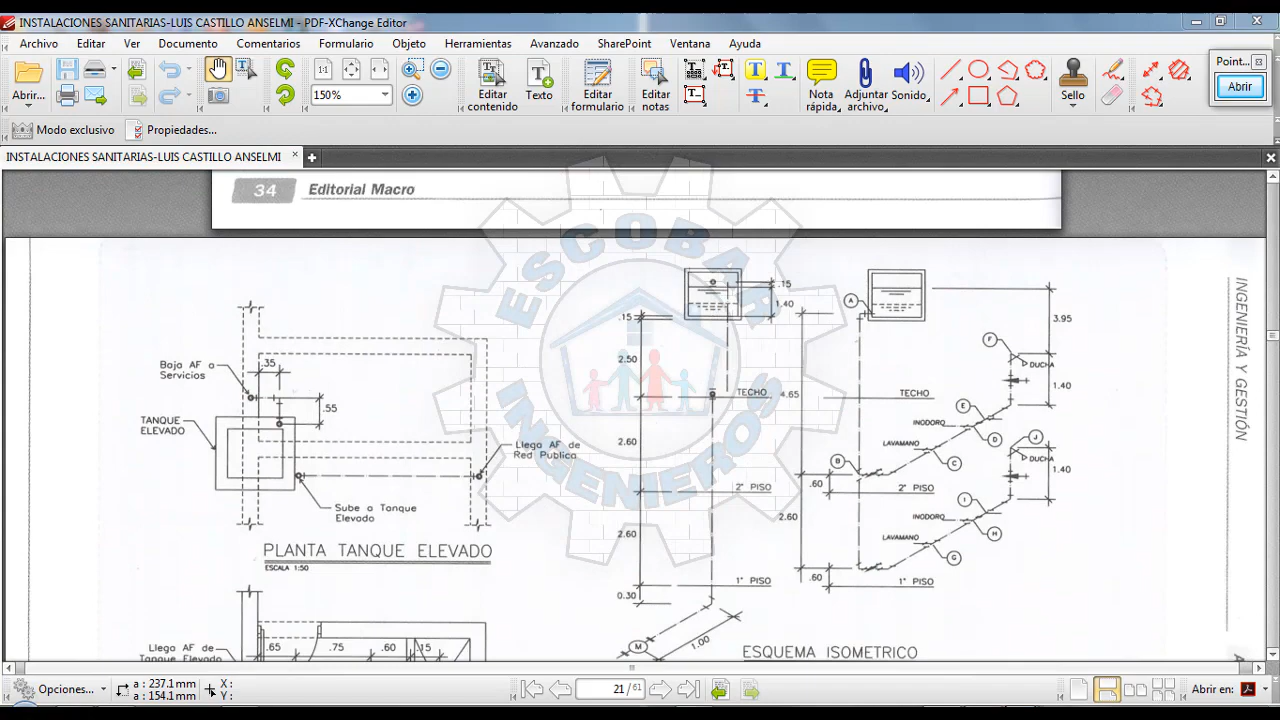 INSTALACIONES SANITARIAS-LUIS CASTILLO ANSELMI - PDF-XChange Editor
Archivo Editar Ver Documento Comentarios Formulario Objeto Herramientas Avanzado SharePoint Ventana Ayuda
Abrir...
150%
Editar contenido
Texto
Editar formulario
Editar notas
Nota rápida
Adjuntar archivo
Sonido
Sello
Point...
Abrir
Modo exclusivo Propiedades...
INSTALACIONES SANITARIAS-LUIS CASTILLO ANSELMI
34 Editorial Macro
ESCOBAR
INGENIEROS
INGENIERÍA Y GESTIÓN
Baja AF a
Servicios
.35
.55
TANQUE
ELEVADO
Llega AF de
Red Publica
Sube a Tanque
Elevado
PLANTA TANQUE ELEVADO
ESCALA 1:50
Llega AF de
Tanque Elevado
.65 .75 .60 .15
.15
1.40
.15
2.50
TECHO
2.60
2° PISO
2.60
1° PISO
0.30
M
1.00
A
3.95
F
DUCHA
1.40
4.65
TECHO
E
INODORO
D
LAVAMANO
C
B
.60
2° PISO
J
DUCHA
1.40
2.60
I
INODORO
H
LAVAMANO
G
.60
1° PISO
ESQUEMA ISOMETRICO
Opciones...
a : 237.1 mm
a : 154.1 mm
X :
Y :
21 / 61
Abrir en: